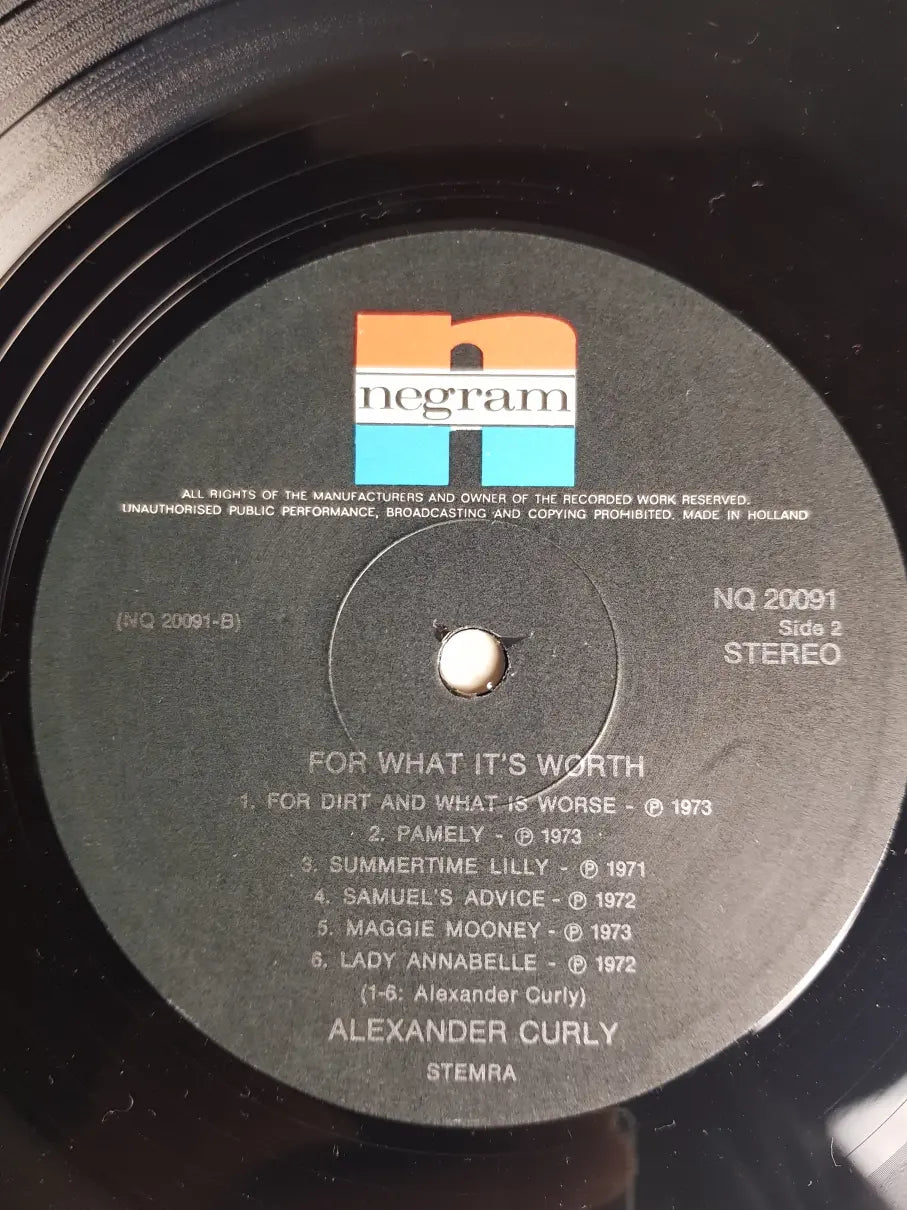 negram
ALL RIGHTS OF THE MANUFACTURERS AND OWNER OF THE RECORDED WORK RESERVED.
UNAUTHORISED PUBLIC PERFORMANCE, BROADCASTING AND COPYING PROHIBITED. MADE IN HOLLAND
NQ 20091
(NQ 20091-B)
Side 2
STEREO
FOR WHAT IT'S WORTH
1. FOR DIRT AND WHAT IS WORSE - ℗ 1973
2. PAMELY - ℗ 1973
3. SUMMERTIME LILLY - ℗ 1971
4. SAMUEL'S ADVICE - ℗ 1972
5. MAGGIE MOONEY - ℗ 1973
6. LADY ANNABELLE - ℗ 1972
(1-6: Alexander Curly)
ALEXANDER CURLY
STEMRA